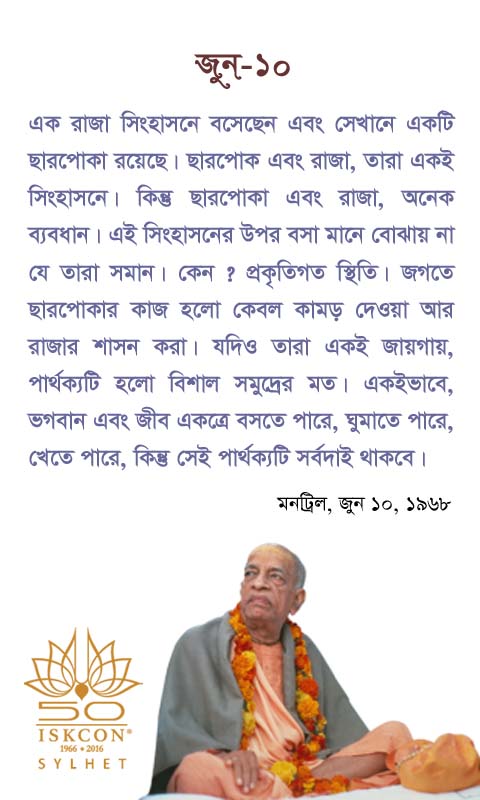 জুন-১০
এক রাজা সিংহাসনে বসেছেন এবং সেখানে একটি
ছারপোকা রয়েছে। ছারপোক এবং রাজা, তারা একই
সিংহাসনে। কিন্তু ছারপোকা এবং রাজা, অনেক
ব্যবধান। এই সিংহাসনের উপর বসা মানে বোঝায় না
যে তারা সমান। কেন ? প্রকৃতিগত স্থিতি। জগতে
ছারপোকার কাজ হলো কেবল কামড় দেওয়া আর
রাজার শাসন করা। যদিও তারা একই জায়গায়,
পার্থক্যটি হলো বিশাল সমুদ্রের মত। একইভাবে,
ভগবান এবং জীব একত্রে বসতে পারে, ঘুমাতে পারে,
খেতে পারে, কিন্তু সেই পার্থক্যটি সর্বদাই থাকবে।
মনট্রিল, জুন ১০, ১৯৬৮
50
ISKCON®
1966 • 2016
SYLHET